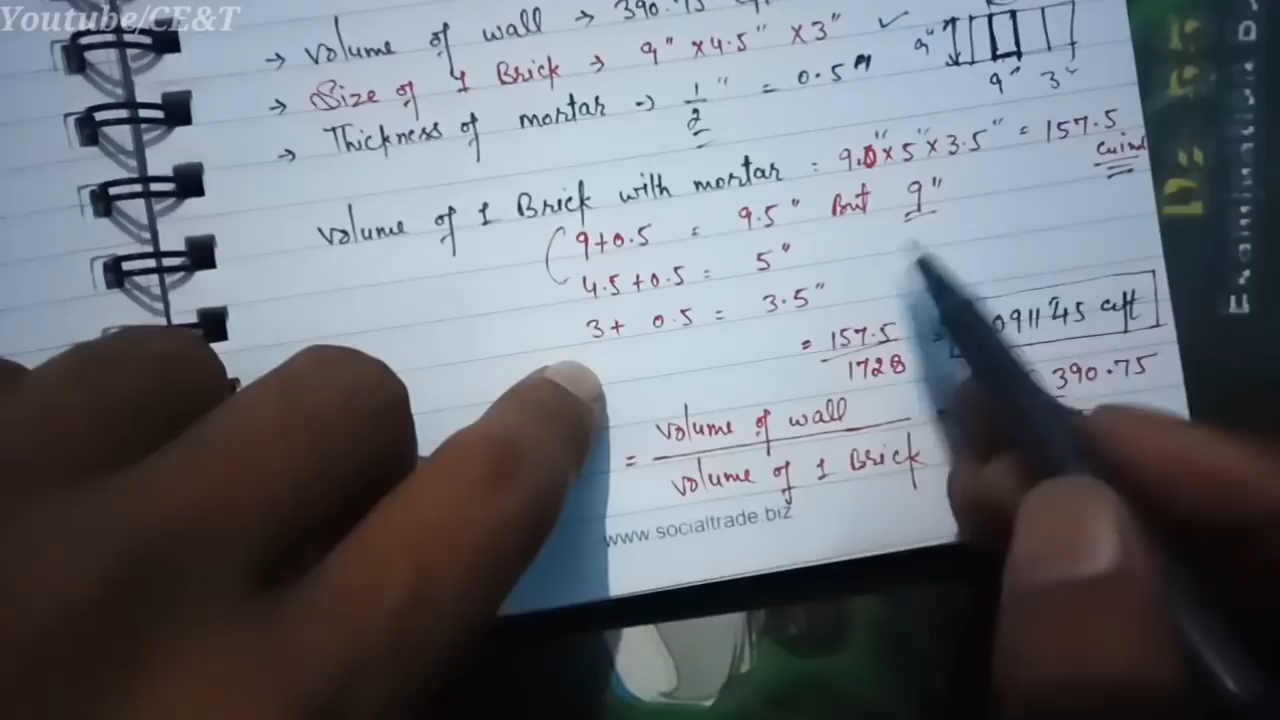 Youtube/CE&T
→ volume of wall → 390.75
→ Size of 1 Brick → 9" × 4.5" × 3" ✓
9"
9" 3"
→ Thickness of mortar → 1/2" = 0.5"
volume of 1 Brick with mortar = 9.0" × 5" × 3.5" = 157.5
cuinch
9 + 0.5 = 9.5" But 9"
4.5 + 0.5 = 5"
3 + 0.5 = 3.5"
= 157.5 / 1728 = 091145 cuft
390.75
= volume of wall / volume of 1 Brick
www.socialtrade.biz